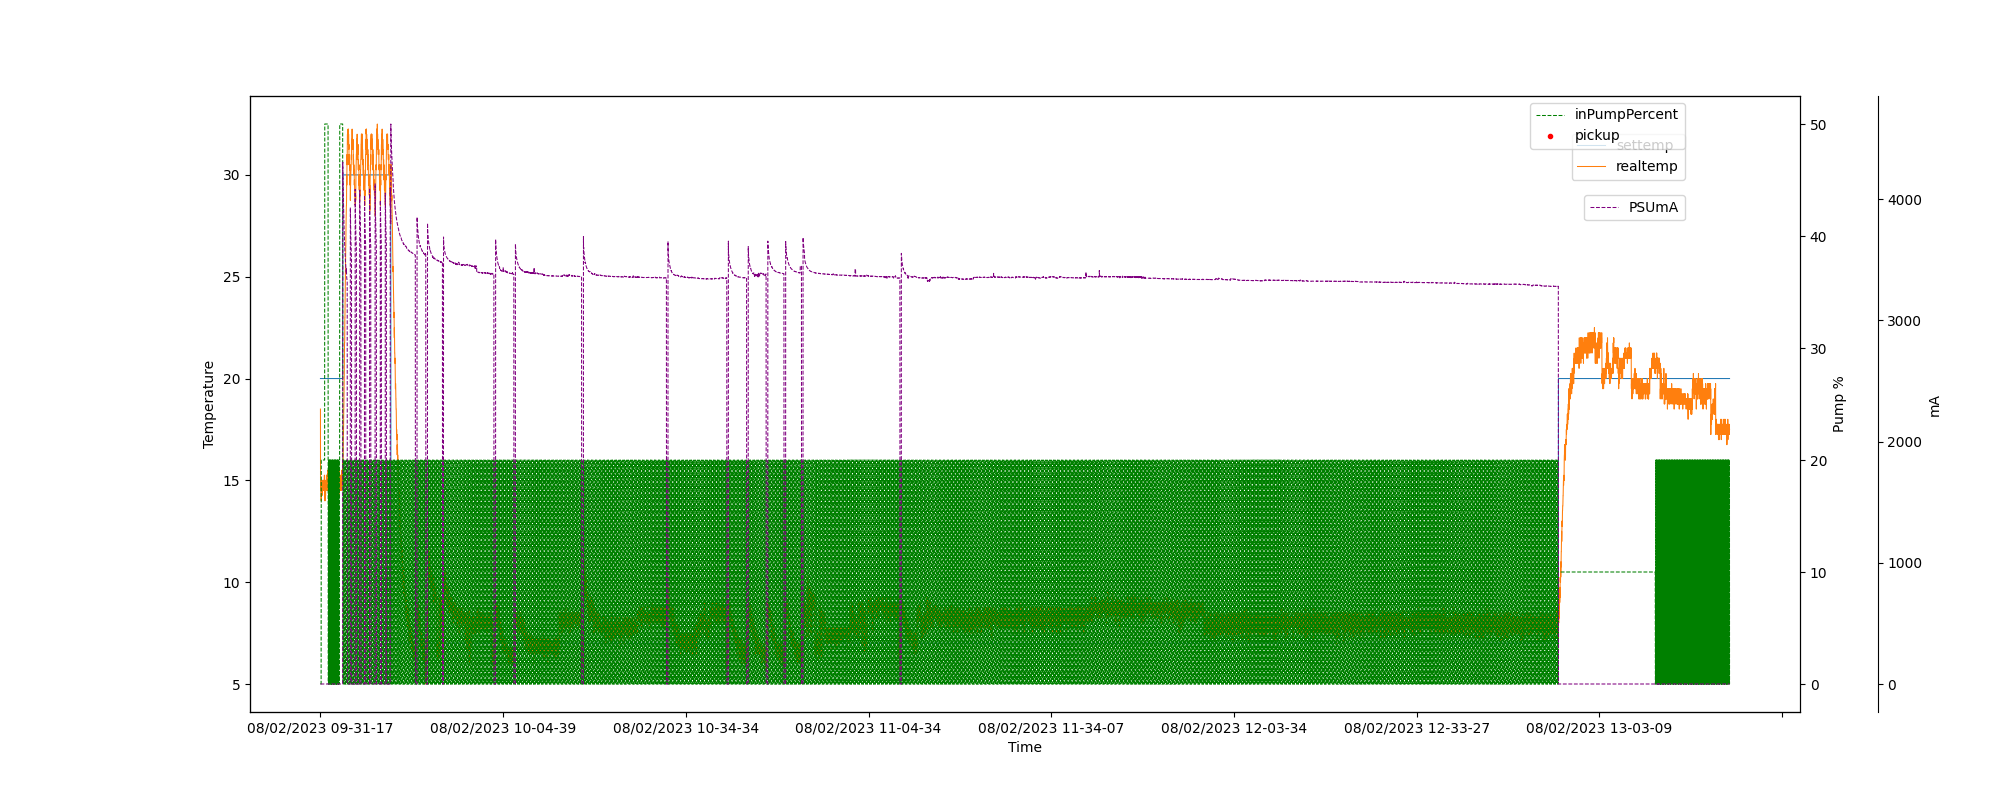 inPumpPercent
pickup
settemp
realtemp
PSUmA
30
25
20
15
10
5
Temperature
50
40
30
20
10
0
Pump %
4000
3000
2000
1000
0
mA
08/02/2023 09-31-17
08/02/2023 10-04-39
08/02/2023 10-34-34
08/02/2023 11-04-34
08/02/2023 11-34-07
08/02/2023 12-03-34
08/02/2023 12-33-27
08/02/2023 13-03-09
Time